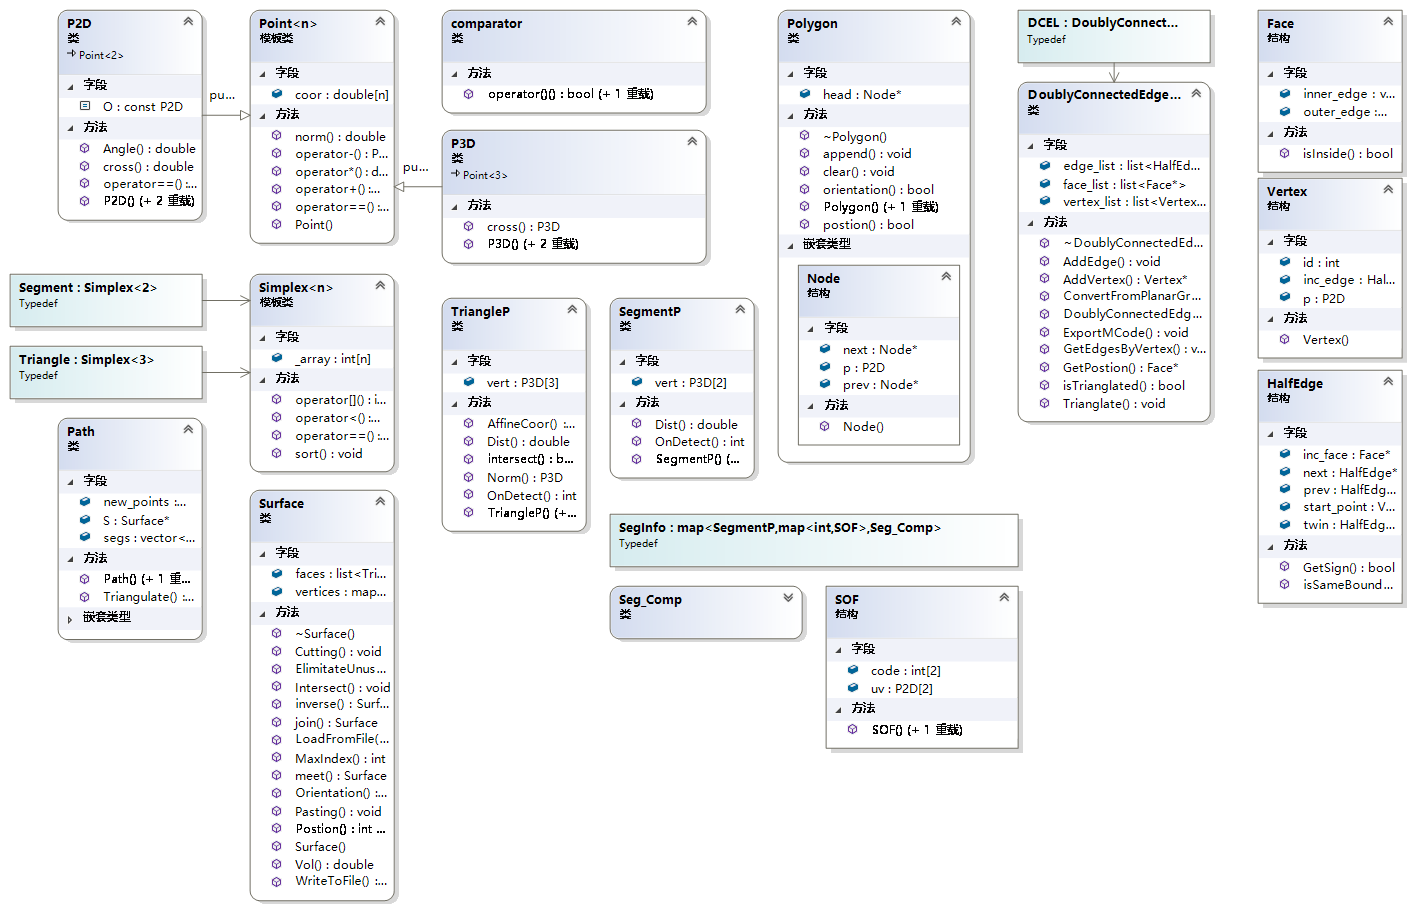 P2D
类
Point<2>
字段
O : const P2D
方法
Angle() : double
cross() : double
operator==() :...
P2D() (+ 2 重载)
pu...
Point<n>
模板类
字段
coor : double[n]
方法
norm() : double
operator-() : P...
operator*() : d...
operator+() :...
operator==() :...
Point()
comparator
类
方法
operator()() : bool (+ 1 重载)
pu...
P3D
类
Point<3>
方法
cross() : P3D
P3D() (+ 2 重载)
Segment : Simplex<2>
Typedef
Triangle : Simplex<3>
Typedef
Simplex<n>
模板类
字段
_array : int[n]
方法
operator[]() : i...
operator<() :...
operator==() :...
sort() : void
Path
类
字段
new_points :...
S : Surface*
segs : vector<...
方法
Path() (+ 1 重...
Triangulate() :...
嵌套类型
Surface
类
字段
faces : list<Tri...
vertices : map...
方法
~Surface()
Cutting() : void
ElimitateUnus...
Intersect() : void
inverse() : Surf...
join() : Surface
LoadFromFile(...
MaxIndex() : int
meet() : Surface
Orientation() :...
Pasting() : void
Postion() : int ...
Surface()
Vol() : double
WriteToFile() :...
TriangleP
类
字段
vert : P3D[3]
方法
AffineCoor() :...
Dist() : double
intersect() : b...
Norm() : P3D
OnDetect() : int
TriangleP() (+...
SegmentP
类
字段
vert : P3D[2]
方法
Dist() : double
OnDetect() : int
SegmentP() (...
Polygon
类
字段
head : Node*
方法
~Polygon()
append() : void
clear() : void
orientation() : bool
Polygon() (+ 1 重载)
postion() : bool
嵌套类型
Node
结构
字段
next : Node*
p : P2D
prev : Node*
方法
Node()
SegInfo : map<SegmentP,map<int,SOF>,Seg_Comp>
Typedef
Seg_Comp
类
SOF
结构
字段
code : int[2]
uv : P2D[2]
方法
SOF() (+ 1 重载)
DCEL : DoublyConnect...
Typedef
DoublyConnectedEdge...
类
字段
edge_list : list<HalfEd...
face_list : list<Face*>
vertex_list : list<Vertex...
方法
~DoublyConnectedEd...
AddEdge() : void
AddVertex() : Vertex*
ConvertFromPlanarGr...
DoublyConnectedEdg...
ExportMCode() : void
GetEdgesByVertex() : v...
GetPostion() : Face*
isTrianglated() : bool
Trianglate() : void
Face
结构
字段
inner_edge : v...
outer_edge :...
方法
isInside() : bool
Vertex
结构
字段
id : int
inc_edge : Hal...
p : P2D
方法
Vertex()
HalfEdge
结构
字段
inc_face : Face*
next : HalfEdge*
prev : HalfEdg...
start_point : V...
twin : HalfEdg...
方法
GetSign() : bool
isSameBound...